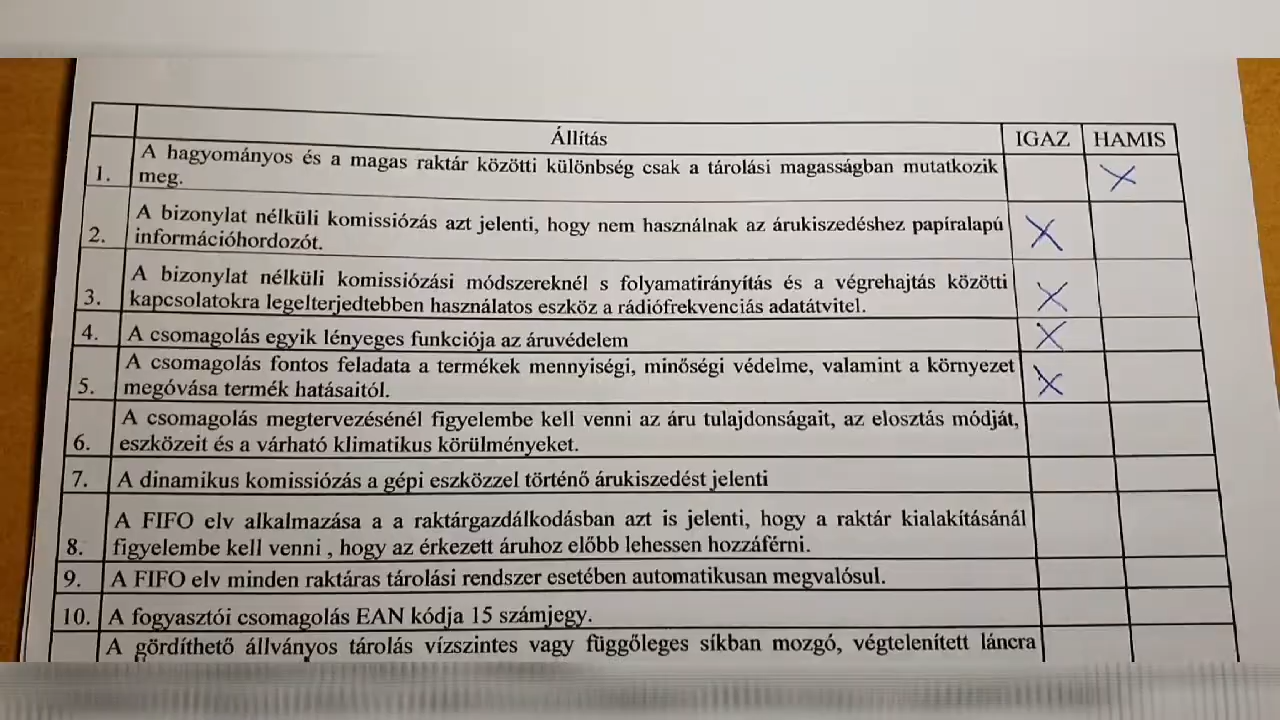 Állítás IGAZ HAMIS
1. A hagyományos és a magas raktár közötti különbség csak a tárolási magasságban mutatkozik
meg. X
2. A bizonylat nélküli komissiózás azt jelenti, hogy nem használnak az árukiszedéshez papíralapú
információhordozót. X
3. A bizonylat nélküli komissiózási módszereknél s folyamatirányítás és a végrehajtás közötti
kapcsolatokra legelterjedtebben használatos eszköz a rádiófrekvenciás adatátvitel. X
4. A csomagolás egyik lényeges funkciója az áruvédelem X
5. A csomagolás fontos feladata a termékek mennyiségi, minőségi védelme, valamint a környezet
megóvása termék hatásaitól. X
6. A csomagolás megtervezésénél figyelembe kell venni az áru tulajdonságait, az elosztás módját,
eszközeit és a várható klimatikus körülményeket.
7. A dinamikus komissiózás a gépi eszközzel történő árukiszedést jelenti
8. A FIFO elv alkalmazása a a raktárgazdálkodásban azt is jelenti, hogy a raktár kialakításánál
figyelembe kell venni , hogy az érkezett áruhoz előbb lehessen hozzáférni.
9. A FIFO elv minden raktáras tárolási rendszer esetében automatikusan megvalósul.
10. A fogyasztói csomagolás EAN kódja 15 számjegy.
A gördíthető állványos tárolás vízszintes vagy függőleges síkban mozgó, végtelenített láncra